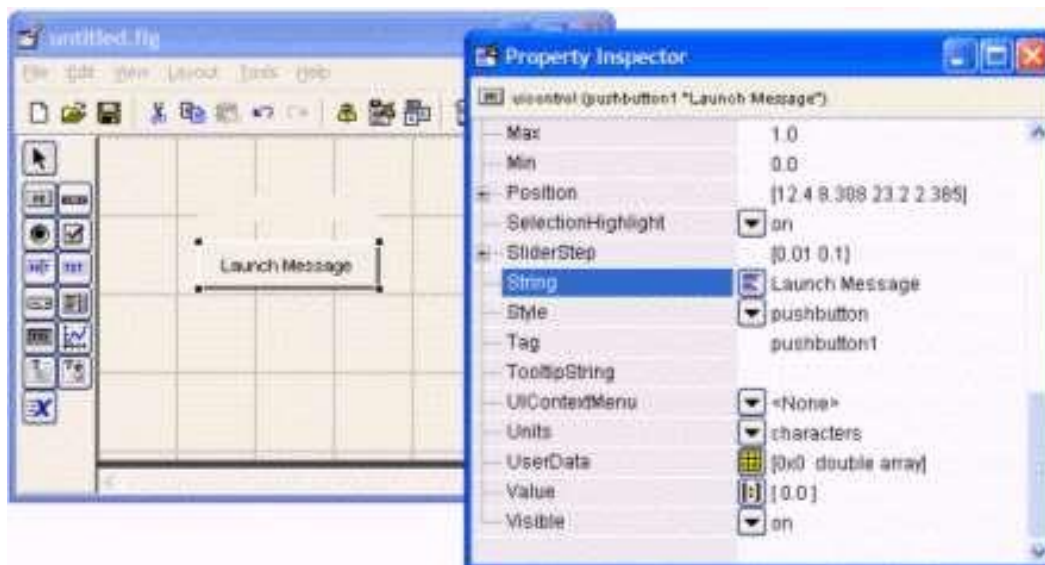 untitled.fig
File Edit View Layout Tools Help
Launch Message
Property Inspector
uicontrol (pushbutton1 "Launch Message")
Max 1.0
Min 0.0
Position [12.4 8.308 23.2 2.385]
SelectionHighlight on
SliderStep [0.01 0.1]
String Launch Message
Style pushbutton
Tag pushbutton1
TooltipString
UIContextMenu <None>
Units characters
UserData [0x0 double array]
Value [0.0]
Visible on